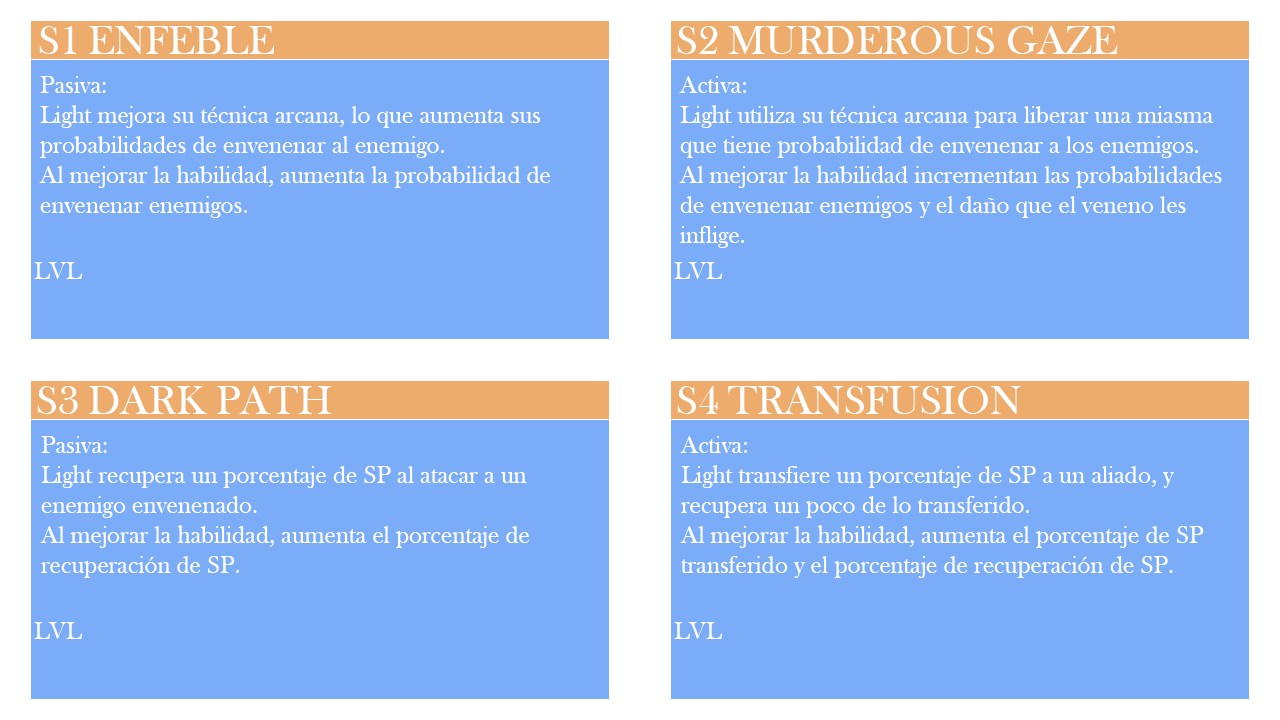 S1 ENFEBLE
Pasiva:
Light mejora su técnica arcana, lo que aumenta sus
probabilidades de envenenar al enemigo.
Al mejorar la habilidad, aumenta la probabilidad de
envenenar enemigos.
LVL
S2 MURDEROUS GAZE
Activa:
Light utiliza su técnica arcana para liberar una miasma
que tiene probabilidad de envenenar a los enemigos.
Al mejorar la habilidad incrementan las probabilidades
de envenenar enemigos y el daño que el veneno les
inflige.
LVL
S3 DARK PATH
Pasiva:
Light recupera un porcentaje de SP al atacar a un
enemigo envenenado.
Al mejorar la habilidad, aumenta el porcentaje de
recuperación de SP.
LVL
S4 TRANSFUSION
Activa:
Light transfiere un porcentaje de SP a un aliado, y
recupera un poco de lo transferido.
Al mejorar la habilidad, aumenta el porcentaje de SP
transferido y el porcentaje de recuperación de SP.
LVL